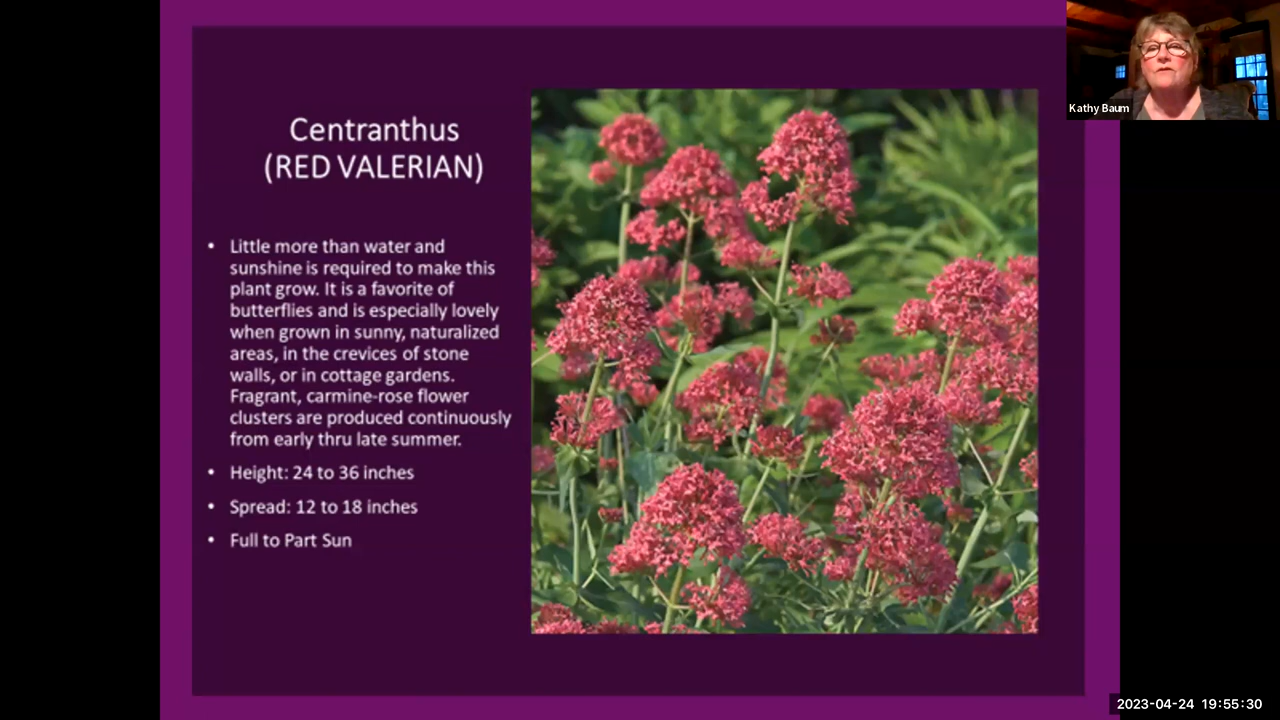 Kathy Baum
Centranthus
(RED VALERIAN)
• Little more than water and
sunshine is required to make this
plant grow. It is a favorite of
butterflies and is especially lovely
when grown in sunny, naturalized
areas, in the crevices of stone
walls, or in cottage gardens.
Fragrant, carmine-rose flower
clusters are produced continuously
from early thru late summer.
• Height: 24 to 36 inches
• Spread: 12 to 18 inches
• Full to Part Sun
2023-04-24 19:55:30